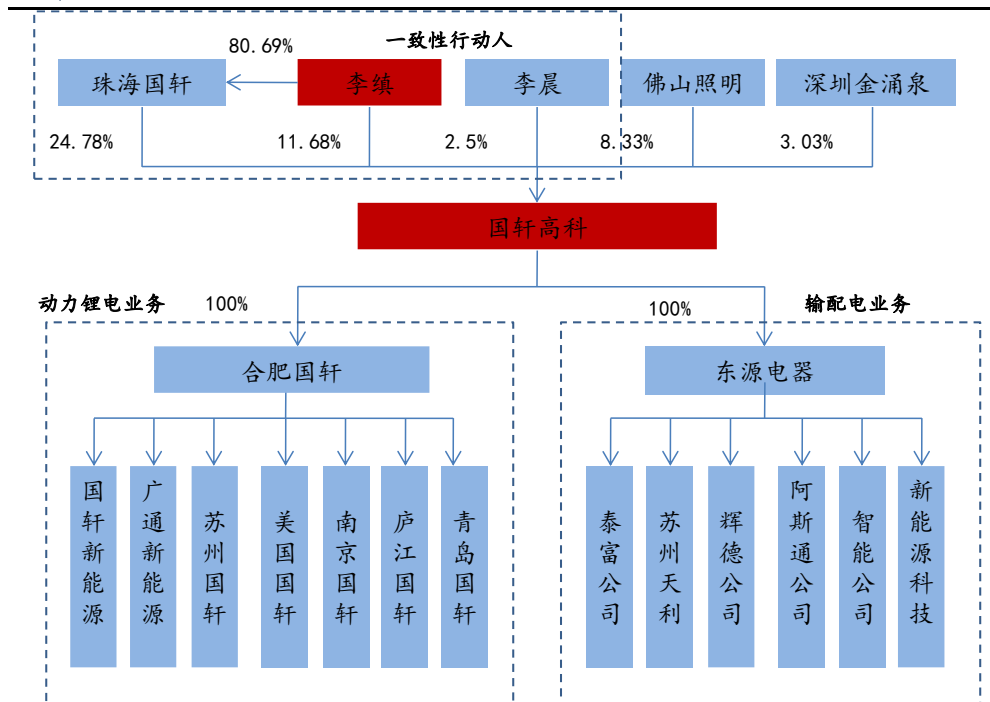 80.69%
一致性行动人
珠海国轩
李缜
李晨
佛山照明
深圳金涌泉
24.78%
11.68%
2.5%
8.33%
3.03%
国轩高科
动力锂电业务
100%
100%
输配电业务
合肥国轩
东源电器
国轩新能源
广通新能源
苏州国轩
美国国轩
南京国轩
庐江国轩
青岛国轩
泰富公司
苏州天利
辉德公司
阿斯通公司
智能公司
新能源科技